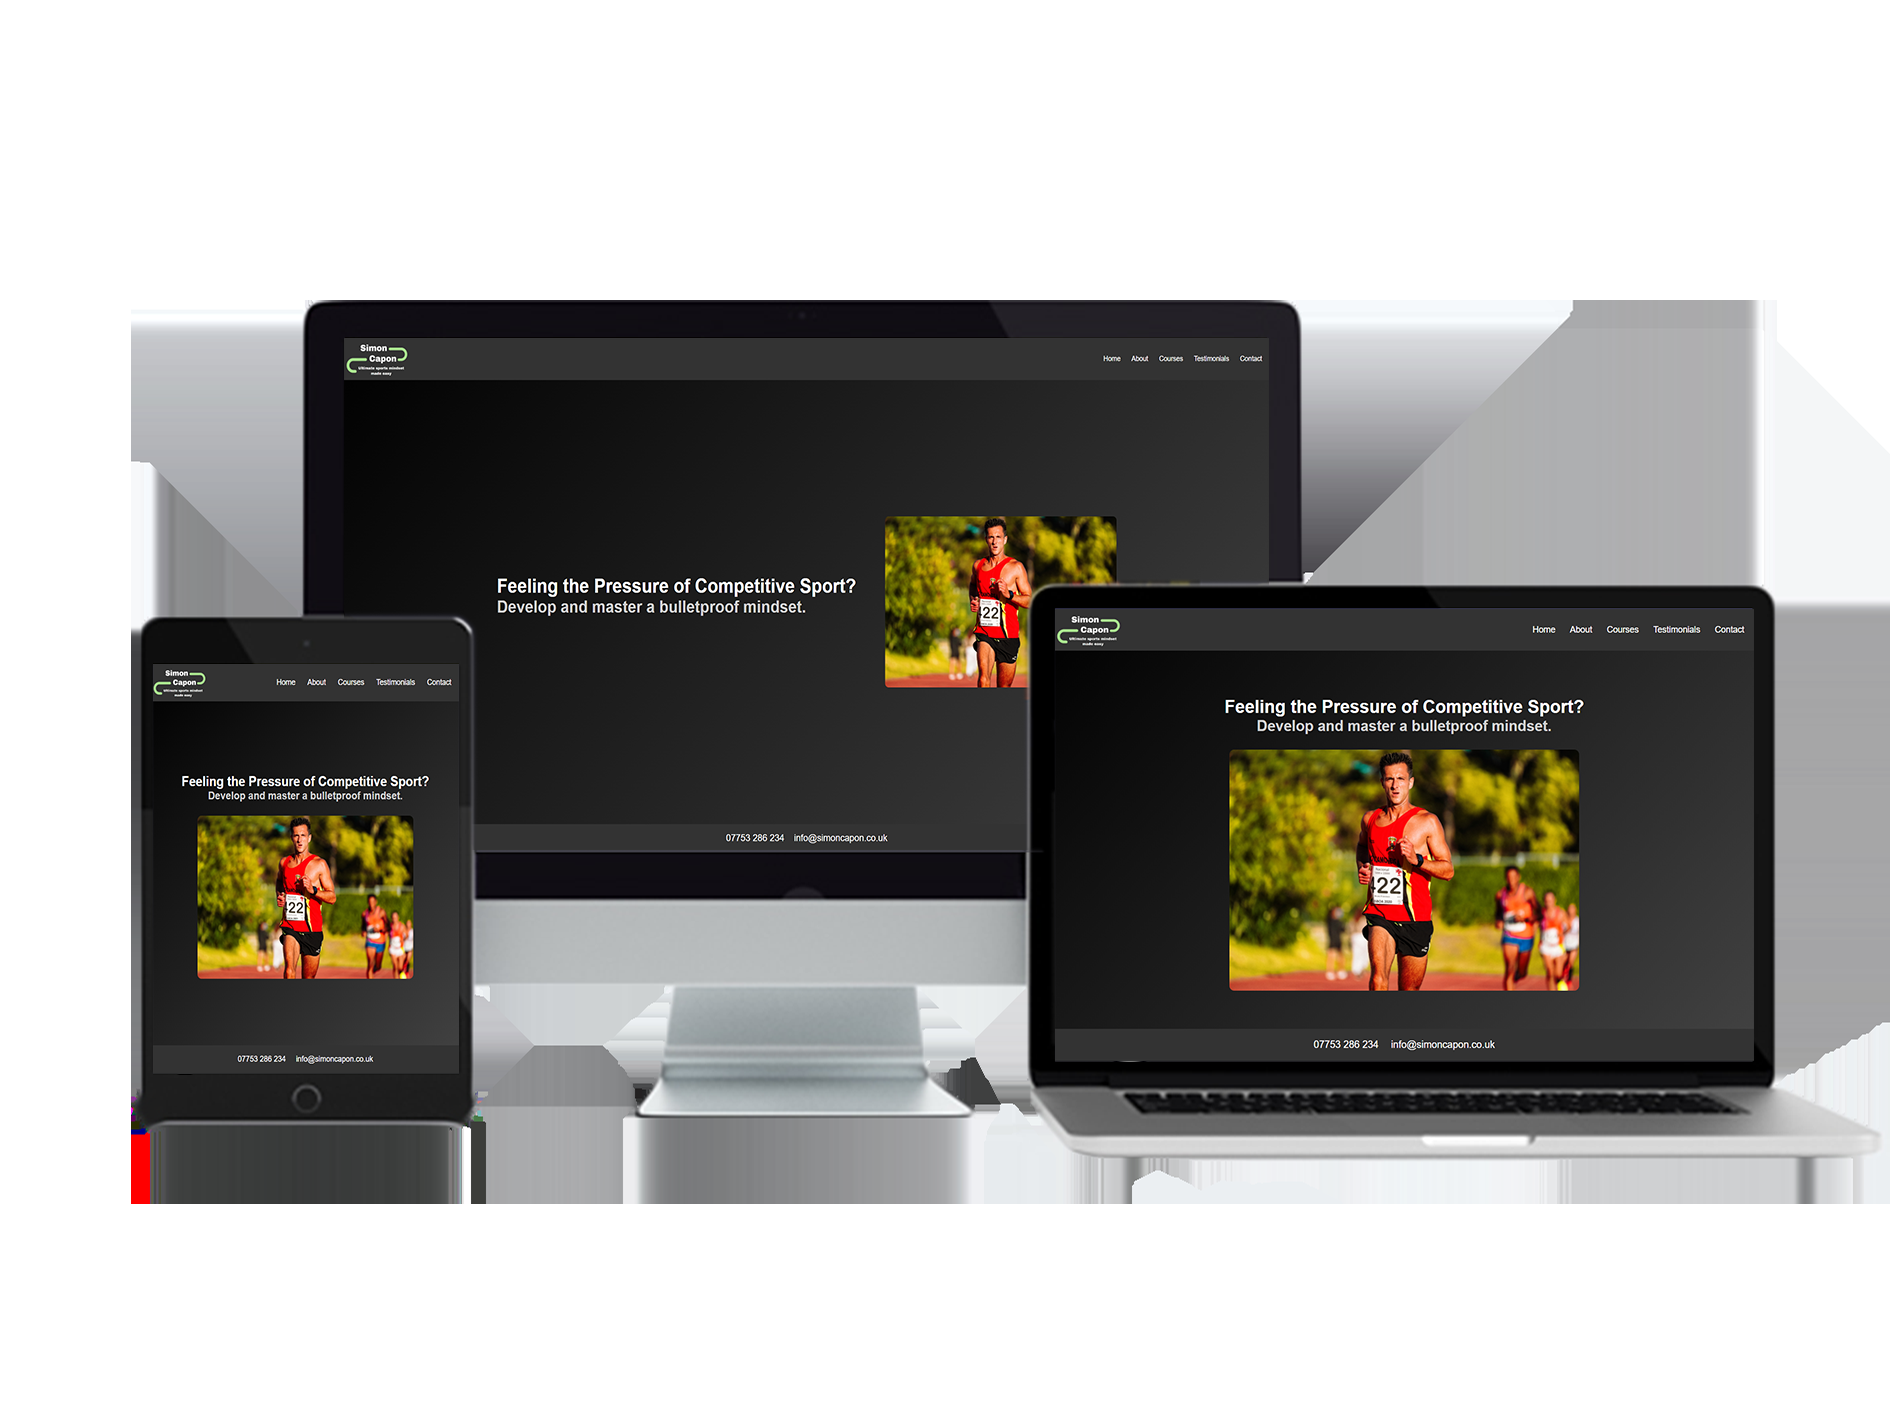 Simon
Capon
Ultimate sports mindset
made easy
Home About Courses Testimonials Contact
Feeling the Pressure of Competitive Sport?
Develop and master a bulletproof mindset.
422
07753 286 234 info@simoncapon.co.uk
Simon
Capon
Ultimate sports mindset
made easy
Home About Courses Testimonials Contact
Feeling the Pressure of Competitive Sport?
Develop and master a bulletproof mindset.
422
07753 286 234 info@simoncapon.co.uk
Simon
Capon
Ultimate sports mindset
made easy
Home About Courses Testimonials Contact
Feeling the Pressure of Competitive Sport?
Develop and master a bulletproof mindset.
422
07753 286 234 info@simoncapon.co.uk